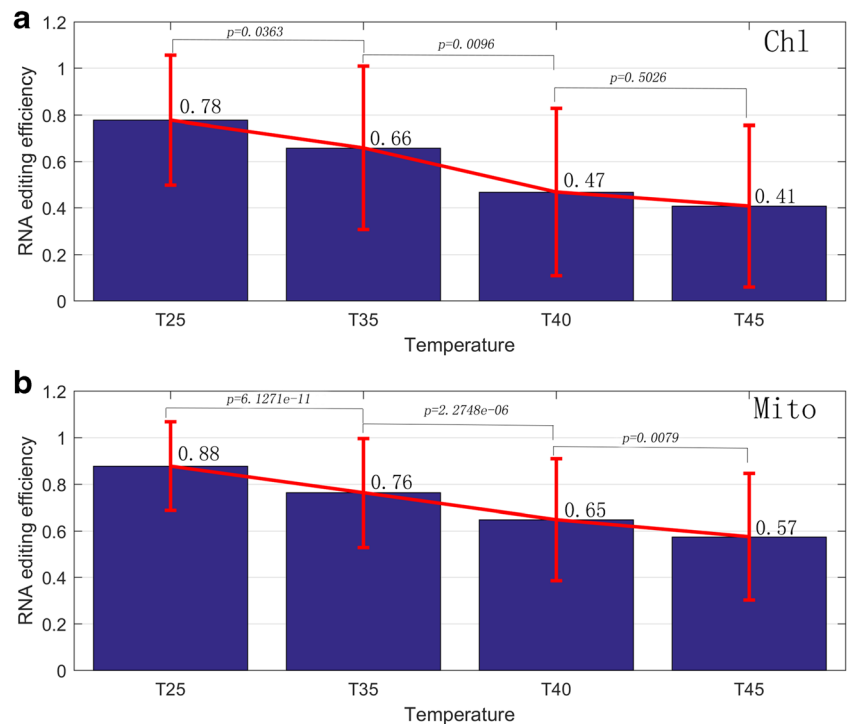 a
Chl
p=0.0363
p=0.0096
p=0.5026
RNA editing efficiency
1.2
1
0.8
0.6
0.4
0.2
0
0.78
0.66
0.47
0.41
T25 T35 T40 T45
Temperature
b
Mito
p=6.1271e-11
p=2.2748e-06
p=0.0079
RNA editing efficiency
1.2
1
0.8
0.6
0.4
0.2
0
0.88
0.76
0.65
0.57
T25 T35 T40 T45
Temperature